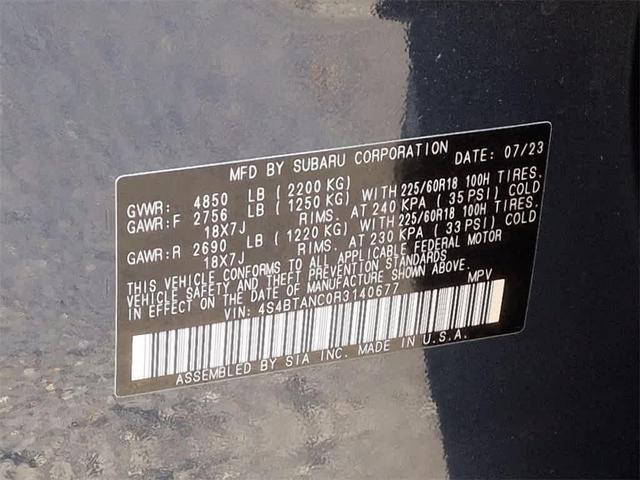 MFD BY SUBARU CORPORATION DATE: 07/23
GVWR: 4850 LB (2200 KG)
GAWR:F 2756 LB (1250 KG) WITH 225/60R18 100H TIRES.
18X7J RIMS. AT 240 KPA (35 PSI) COLD
GAWR:R 2690 LB (1220 KG) WITH 225/60R18 100H TIRES.
18X7J RIMS. AT 230 KPA (33 PSI) COLD
THIS VEHICLE CONFORMS TO ALL APPLICABLE FEDERAL MOTOR
VEHICLE SAFETY AND THEFT PREVENTION STANDARDS
IN EFFECT ON THE DATE OF MANUFACTURE SHOWN ABOVE.
VIN: 4S4BTANC0R3140677 MPV
ASSEMBLED BY SIA INC. MADE IN U.S.A.